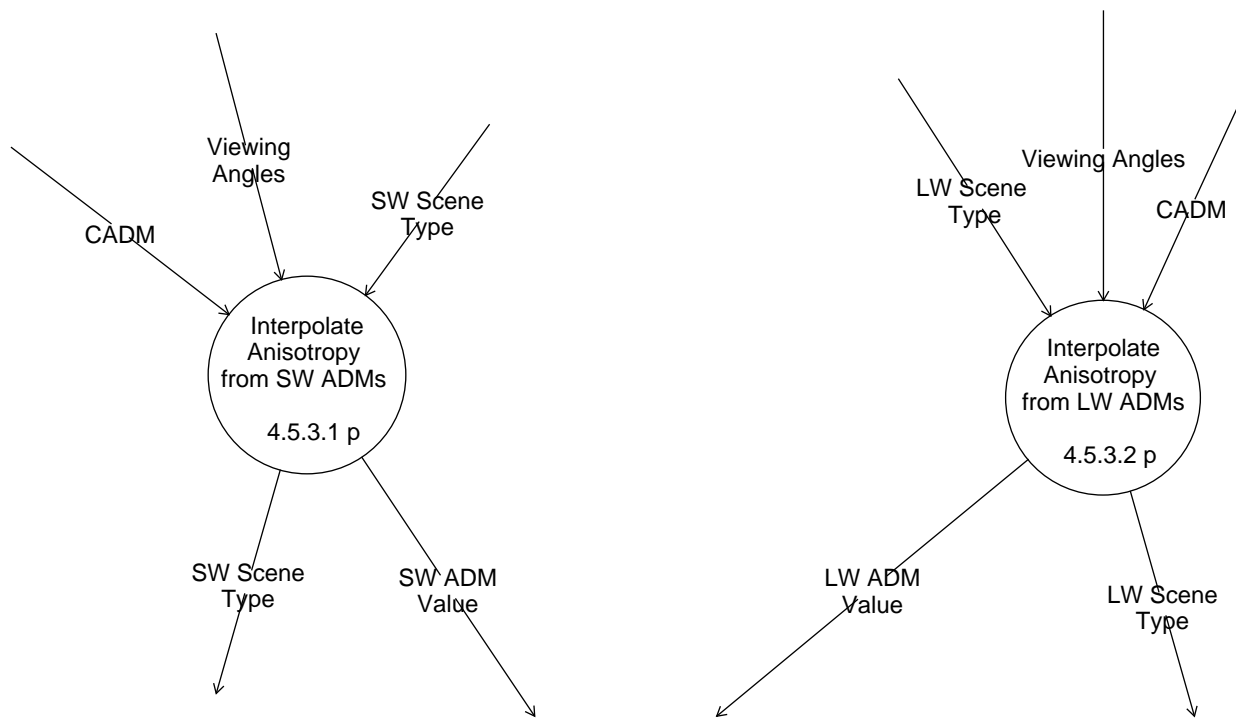 Viewing
Angles
SW Scene
Type
CADM
Interpolate
Anisotropy
from SW ADMs
4.5.3.1 p
SW Scene
Type
SW ADM
Value
Viewing Angles
LW Scene
Type
CADM
Interpolate
Anisotropy
from LW ADMs
4.5.3.2 p
LW ADM
Value
LW Scene
Type